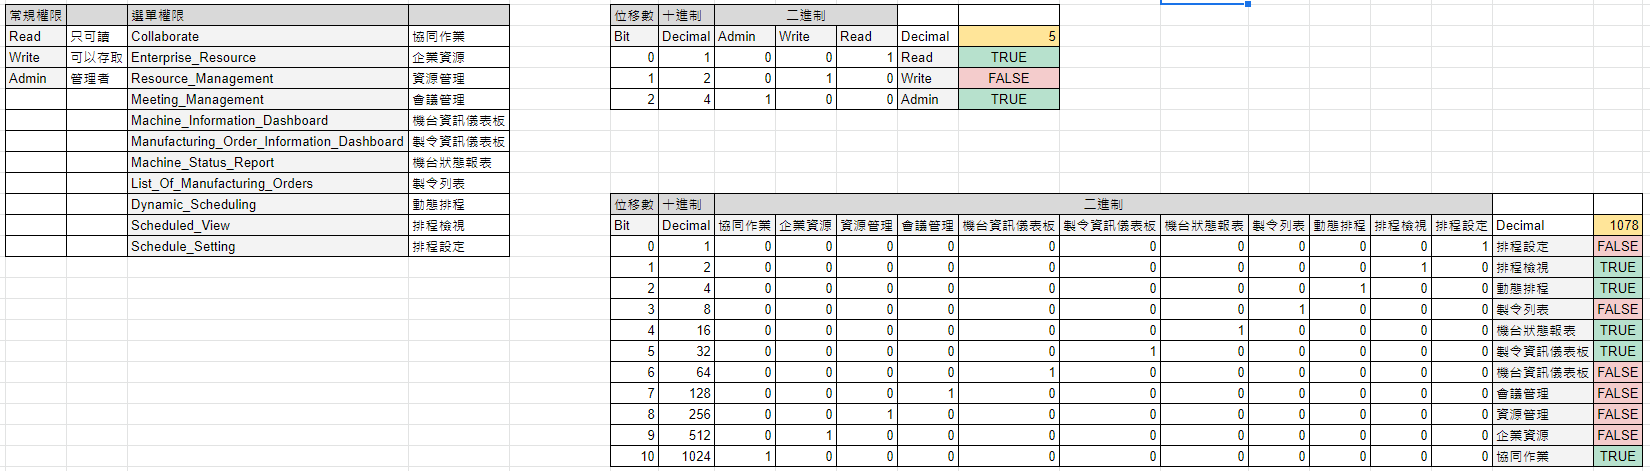 常規權限 選單權限
Read 只可讀 Collaborate 協同作業
Write 可以存取 Enterprise_Resource 企業資源
Admin 管理者 Resource_Management 資源管理
Meeting_Management 會議管理
Machine_Information_Dashboard 機台資訊儀表板
Manufacturing_Order_Information_Dashboard 製令資訊儀表板
Machine_Status_Report 機台狀態報表
List_Of_Manufacturing_Orders 製令列表
Dynamic_Scheduling 動態排程
Scheduled_View 排程檢視
Schedule_Setting 排程設定
位移數 十進制 二進制
Bit Decimal Admin Write Read Decimal 5
0 1 0 0 1 Read TRUE
1 2 0 1 0 Write FALSE
2 4 1 0 0 Admin TRUE
位移數 十進制 二進制
Bit Decimal 協同作業 企業資源 資源管理 會議管理 機台資訊儀表板 製令資訊儀表板 機台狀態報表 製令列表 動態排程 排程檢視 排程設定 Decimal 1078
0 1 0 0 0 0 0 0 0 0 0 0 1 排程設定 FALSE
1 2 0 0 0 0 0 0 0 0 0 1 0 排程檢視 TRUE
2 4 0 0 0 0 0 0 0 0 1 0 0 動態排程 TRUE
3 8 0 0 0 0 0 0 0 1 0 0 0 製令列表 FALSE
4 16 0 0 0 0 0 0 1 0 0 0 0 機台狀態報表 TRUE
5 32 0 0 0 0 0 1 0 0 0 0 0 製令資訊儀表板 TRUE
6 64 0 0 0 0 1 0 0 0 0 0 0 機台資訊儀表板 FALSE
7 128 0 0 0 1 0 0 0 0 0 0 0 會議管理 FALSE
8 256 0 0 1 0 0 0 0 0 0 0 0 資源管理 FALSE
9 512 0 1 0 0 0 0 0 0 0 0 0 企業資源 FALSE
10 1024 1 0 0 0 0 0 0 0 0 0 0 協同作業 TRUE